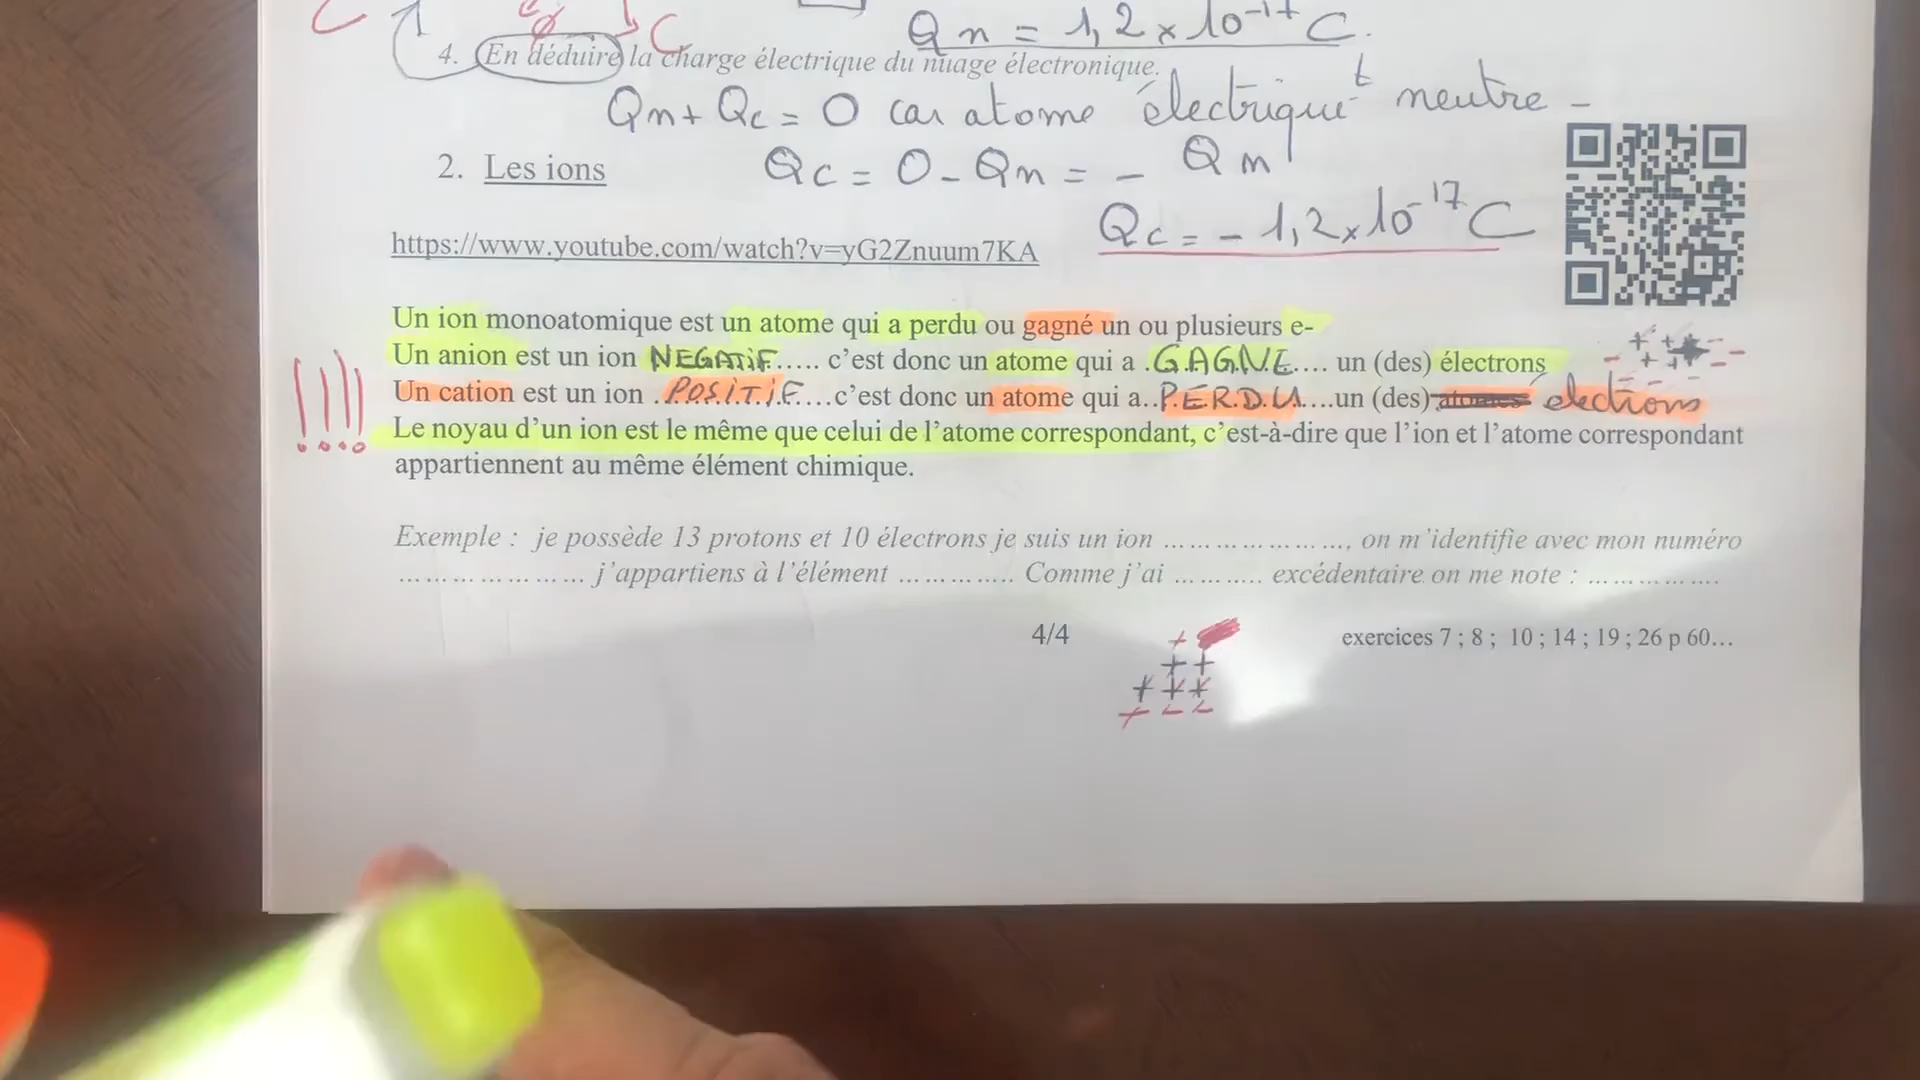 Qn = 1,2 x 10-17 C.
4. En déduire la charge électrique du nuage électronique.
Qn + Qc = 0 car atome électriquet neutre -
2. Les ions
Qc = 0 - Qn = - Qn
Qc = - 1,2 x 10-17 C
https://www.youtube.com/watch?v=yG2Znuum7KA
Un ion monoatomique est un atome qui a perdu ou gagné un ou plusieurs e-
Un anion est un ion NEGATIF..... c'est donc un atome qui a .GAGNE.... un (des) électrons
Un cation est un ion .POSITIF....c'est donc un atome qui a..PERDU....un (des) atomes électrons
Le noyau d'un ion est le même que celui de l'atome correspondant, c'est-à-dire que l'ion et l'atome correspondant
appartiennent au même élément chimique.
Exemple : je possède 13 protons et 10 électrons je suis un ion ......................, on m'identifie avec mon numéro
...................... j'appartiens à l'élément .............. Comme j'ai ........... excédentaire on me note : ................
4/4
exercices 7 ; 8 ; 10 ; 14 ; 19 ; 26 p 60...